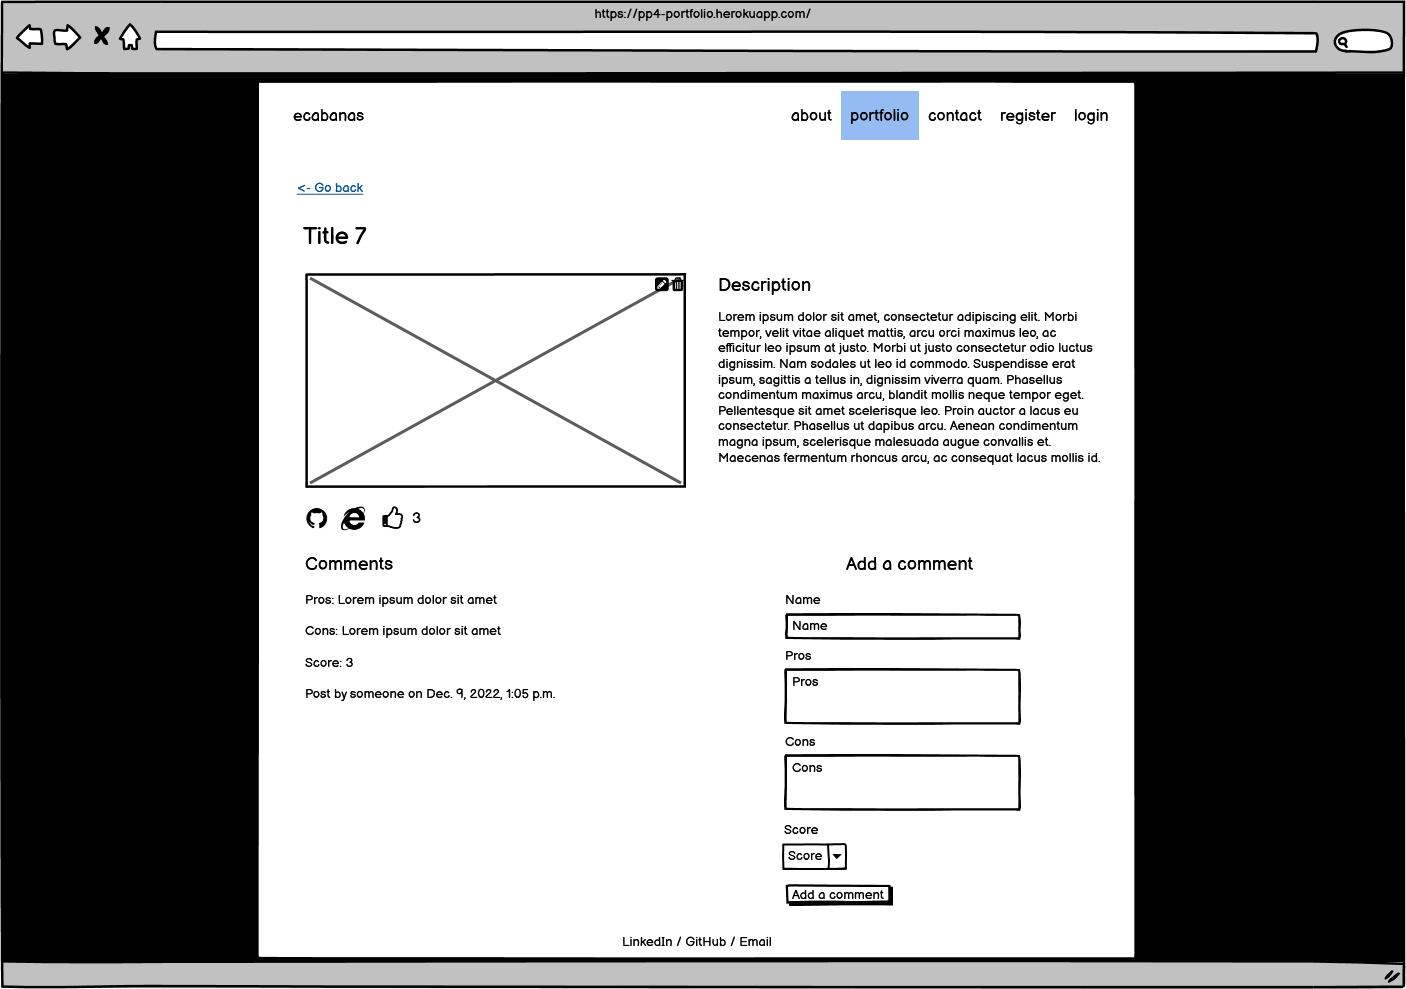 https://pp4-portfolio.herokuapp.com/
ecabanas
about portfolio contact register login
<- Go back
Title 7
Description
Lorem ipsum dolor sit amet, consectetur adipiscing elit. Morbi
tempor, velit vitae aliquet mattis, arcu orci maximus leo, ac
efficitur leo ipsum at justo. Morbi ut justo consectetur odio luctus
dignissim. Nam sodales ut leo id commodo. Suspendisse erat
ipsum, sagittis a tellus in, dignissim viverra quam. Phasellus
condimentum maximus arcu, blandit mollis neque tempor eget.
Pellentesque sit amet scelerisque leo. Proin auctor a lacus eu
consectetur. Phasellus ut dapibus arcu. Aenean condimentum
magna ipsum, scelerisque malesuada augue convallis et.
Maecenas fermentum rhoncus arcu, ac consequat lacus mollis id.
3
Comments
Pros: Lorem ipsum dolor sit amet
Cons: Lorem ipsum dolor sit amet
Score: 3
Post by someone on Dec. 9, 2022, 1:05 p.m.
Add a comment
Name
Name
Pros
Pros
Cons
Cons
Score
Score
Add a comment
LinkedIn / GitHub / Email